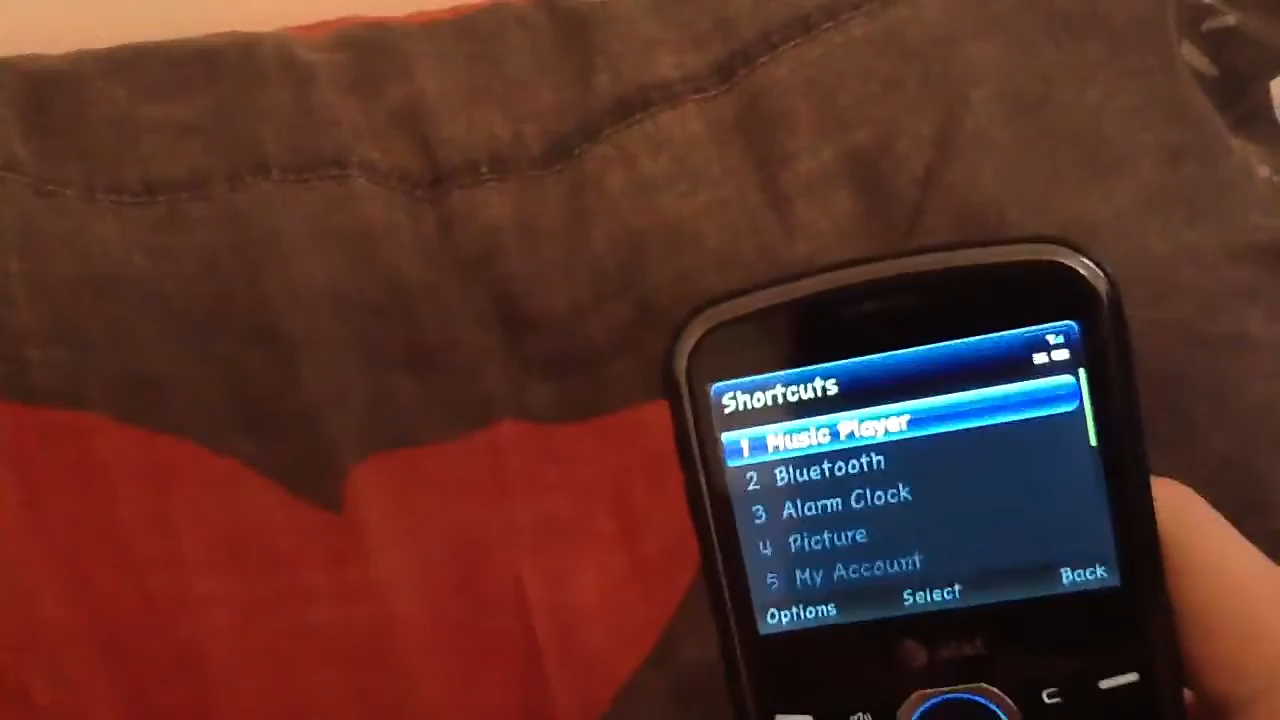 Shortcuts
1 Music Player
2 Bluetooth
3 Alarm Clock
4 Picture
5 My Account
Options Select Back